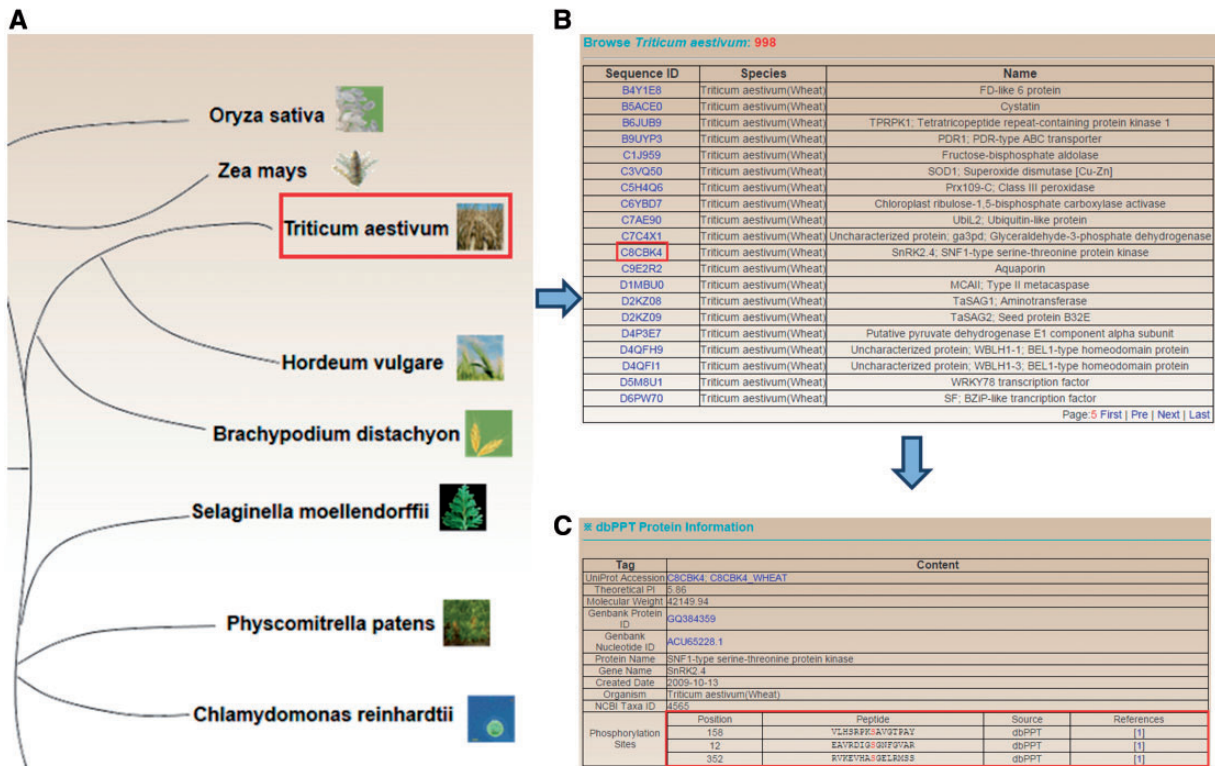 A
Oryza sativa
Zea mays
Triticum aestivum
Hordeum vulgare
Brachypodium distachyon
Selaginella moellendorffii
Physcomitrella patens
Chlamydomonas reinhardtii
B
Browse Triticum aestivum: 998
Sequence ID Species Name
B4Y1E8 Triticum aestivum(Wheat) FD-like 6 protein
B5ACE0 Triticum aestivum(Wheat) Cystatin
B6JUB9 Triticum aestivum(Wheat) TPRPK1; Tetratricopeptide repeat-containing protein kinase 1
B9UYP3 Triticum aestivum(Wheat) PDR1; PDR-type ABC transporter
C1J959 Triticum aestivum(Wheat) Fructose-bisphosphate aldolase
C3VQ50 Triticum aestivum(Wheat) SOD1; Superoxide dismutase [Cu-Zn]
C5H4Q6 Triticum aestivum(Wheat) Prx109-C; Class III peroxidase
C6YBD7 Triticum aestivum(Wheat) Chloroplast ribulose-1,5-bisphosphate carboxylase activase
C7AE90 Triticum aestivum(Wheat) UbiL2; Ubiquitin-like protein
C7C4X1 Triticum aestivum(Wheat) Uncharacterized protein; ga3pd; Glyceraldehyde-3-phosphate dehydrogenase
C8CBK4 Triticum aestivum(Wheat) SnRK2.4; SNF1-type serine-threonine protein kinase
C9E2R2 Triticum aestivum(Wheat) Aquaporin
D1MBU0 Triticum aestivum(Wheat) MCAII; Type II metacaspase
D2KZ08 Triticum aestivum(Wheat) TaSAG1; Aminotransferase
D2KZ09 Triticum aestivum(Wheat) TaSAG2; Seed protein B32E
D4P3E7 Triticum aestivum(Wheat) Putative pyruvate dehydrogenase E1 component alpha subunit
D4QFH9 Triticum aestivum(Wheat) Uncharacterized protein; WBLH1-1; BEL1-type homeodomain protein
D4QFI1 Triticum aestivum(Wheat) Uncharacterized protein; WBLH1-3; BEL1-type homeodomain protein
D5M8U1 Triticum aestivum(Wheat) WRKY78 transcription factor
D6PW70 Triticum aestivum(Wheat) SF; BZiP-like trancription factor
Page:5 First | Pre | Next | Last
C
※ dbPPT Protein Information
Tag Content
UniProt Accession C8CBK4; C8CBK4_WHEAT
Theoretical PI 5.86
Molecular Weight 42149.94
Genbank Protein
ID GQ384359
Genbank
Nucleotide ID ACU65228.1
Protein Name SNF1-type serine-threonine protein kinase
Gene Name SnRK2.4
Created Date 2009-10-13
Organism Triticum aestivum(Wheat)
NCBI Taxa ID 4565
Phosphorylation
Sites
Position Peptide Source References
158 VLHSRPKSAVGTPAY dbPPT [1]
12 EAVRDIGSGNFGVAR dbPPT [1]
352 RVKEVHASGELRMSS dbPPT [1]